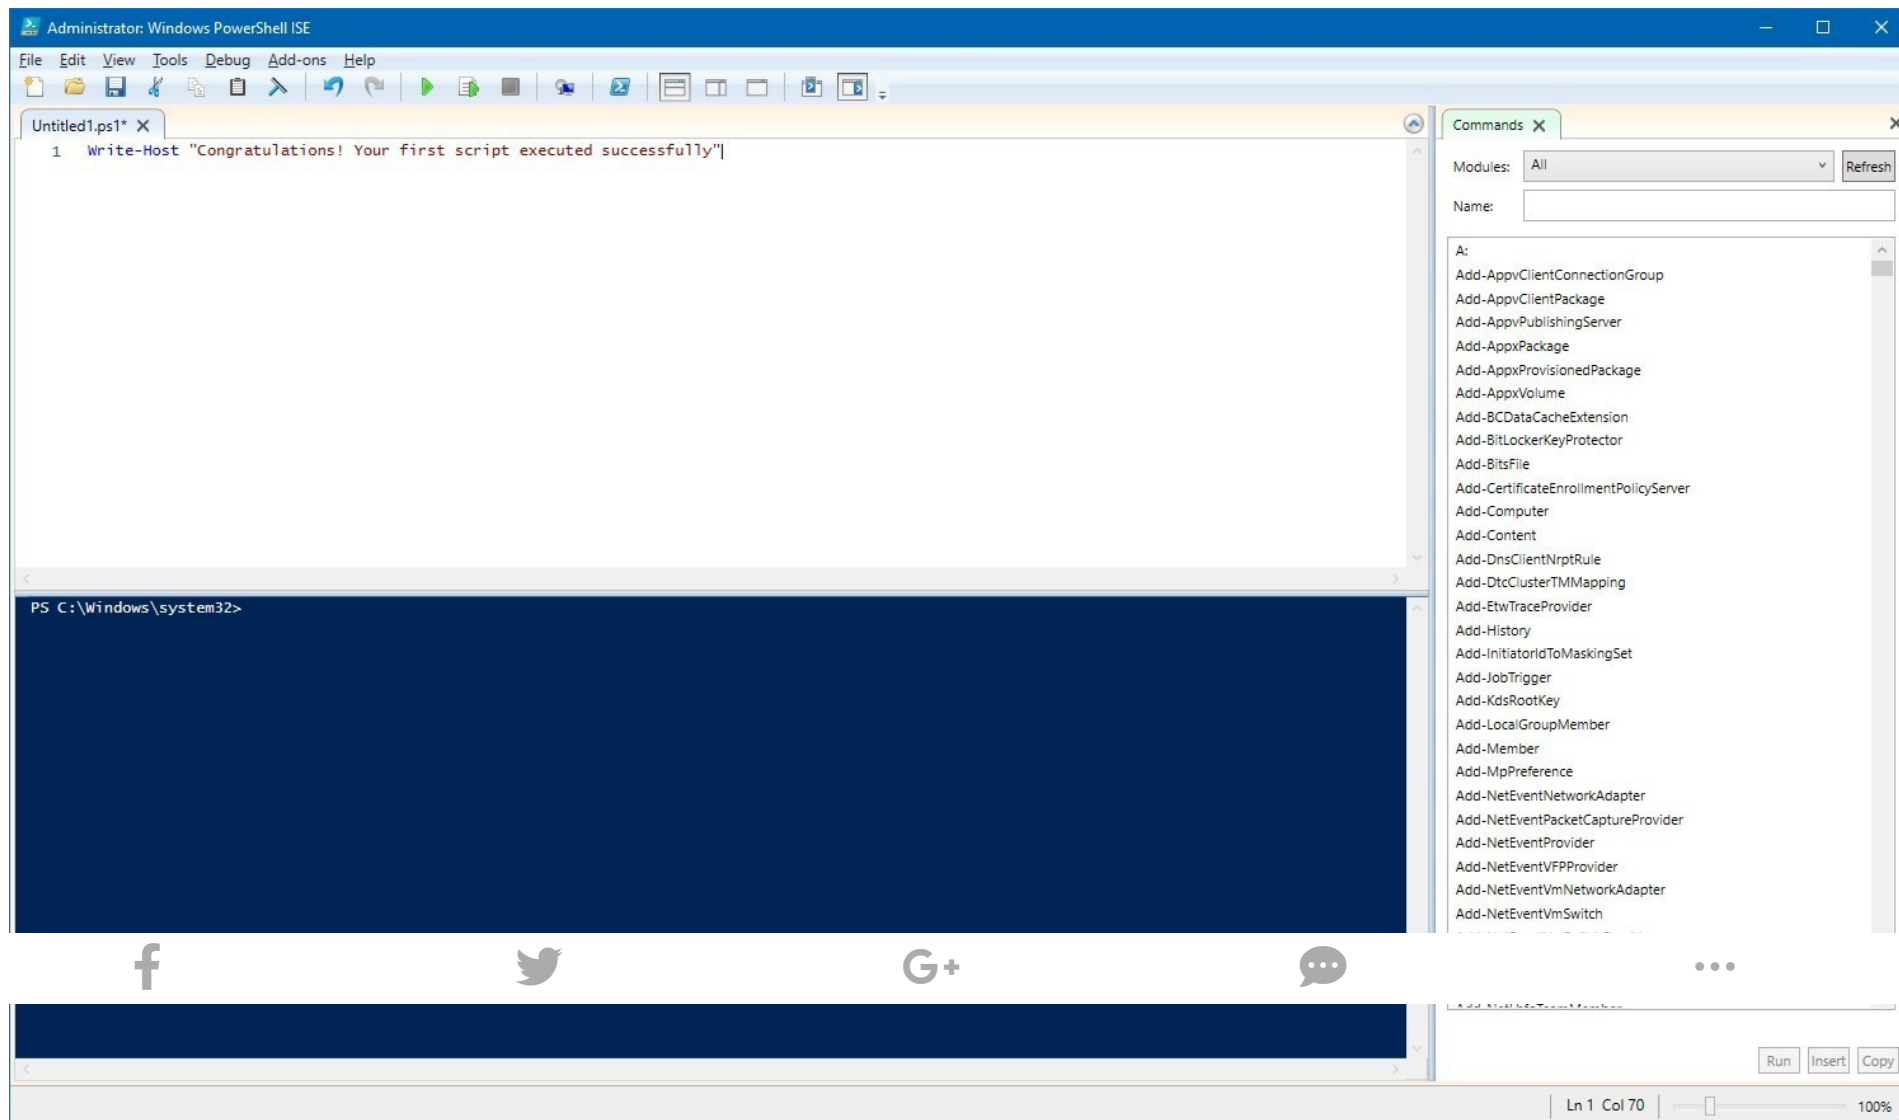 Administrator: Windows PowerShell ISE
File Edit View Tools Debug Add-ons Help
Untitled1.ps1*
1 Write-Host "Congratulations! Your first script executed successfully"
PS C:\Windows\system32>
Commands
Modules: All Refresh
Name:
A:
Add-AppvClientConnectionGroup
Add-AppvClientPackage
Add-AppvPublishingServer
Add-AppxPackage
Add-AppxProvisionedPackage
Add-AppxVolume
Add-BCDataCacheExtension
Add-BitLockerKeyProtector
Add-BitsFile
Add-CertificateEnrollmentPolicyServer
Add-Computer
Add-Content
Add-DnsClientNrptRule
Add-DtcClusterTMMapping
Add-EtwTraceProvider
Add-History
Add-InitiatorIdToMaskingSet
Add-JobTrigger
Add-KdsRootKey
Add-LocalGroupMember
Add-Member
Add-MpPreference
Add-NetEventNetworkAdapter
Add-NetEventPacketCaptureProvider
Add-NetEventProvider
Add-NetEventVFPProvider
Add-NetEventVmNetworkAdapter
Add-NetEventVmSwitch
G+
Run Insert Copy
Ln 1 Col 70 100%